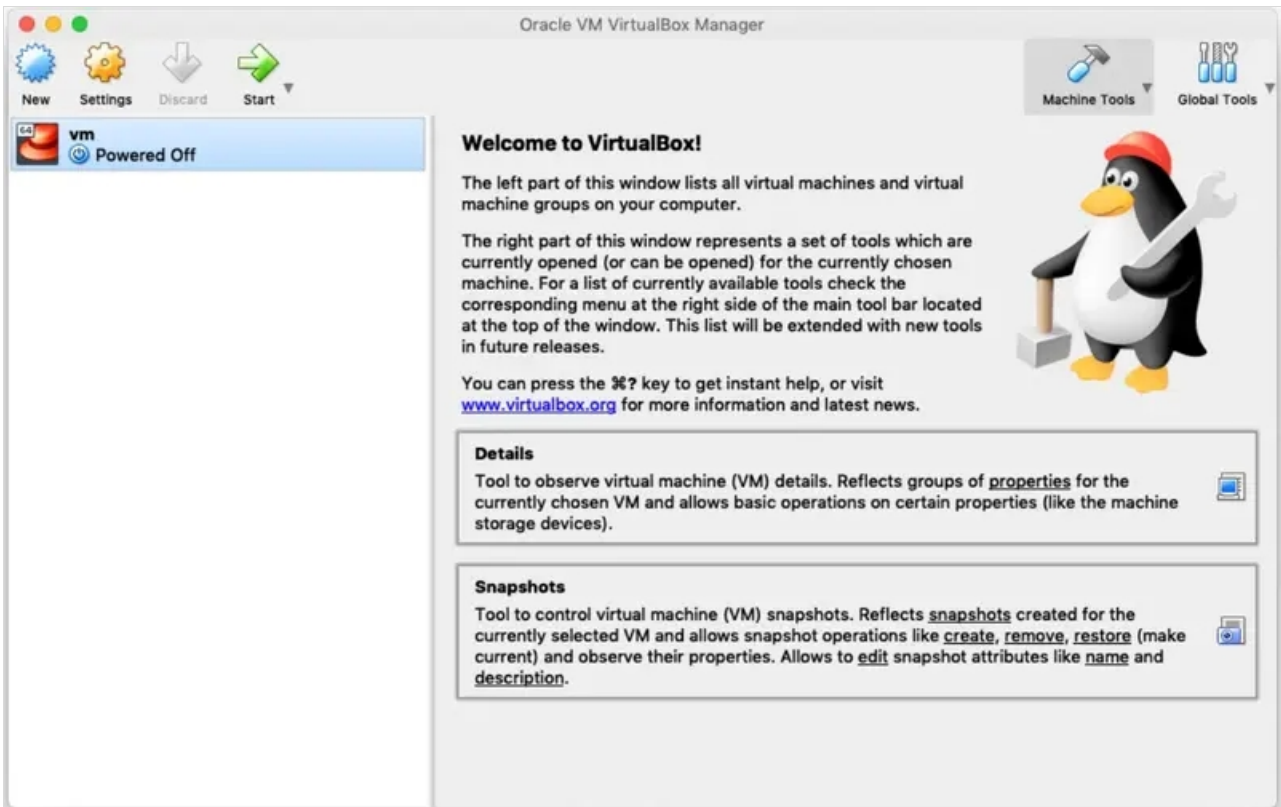 Oracle VM VirtualBox Manager
New
Settings
Discard
Start
Machine Tools
Global Tools
64
vm
Powered Off
Welcome to VirtualBox!
The left part of this window lists all virtual machines and virtual
machine groups on your computer.
The right part of this window represents a set of tools which are
currently opened (or can be opened) for the currently chosen
machine. For a list of currently available tools check the
corresponding menu at the right side of the main tool bar located
at the top of the window. This list will be extended with new tools
in future releases.
You can press the ⌘? key to get instant help, or visit
www.virtualbox.org for more information and latest news.
Details
Tool to observe virtual machine (VM) details. Reflects groups of properties for the
currently chosen VM and allows basic operations on certain properties (like the machine
storage devices).
Snapshots
Tool to control virtual machine (VM) snapshots. Reflects snapshots created for the
currently selected VM and allows snapshot operations like create, remove, restore (make
current) and observe their properties. Allows to edit snapshot attributes like name and
description.